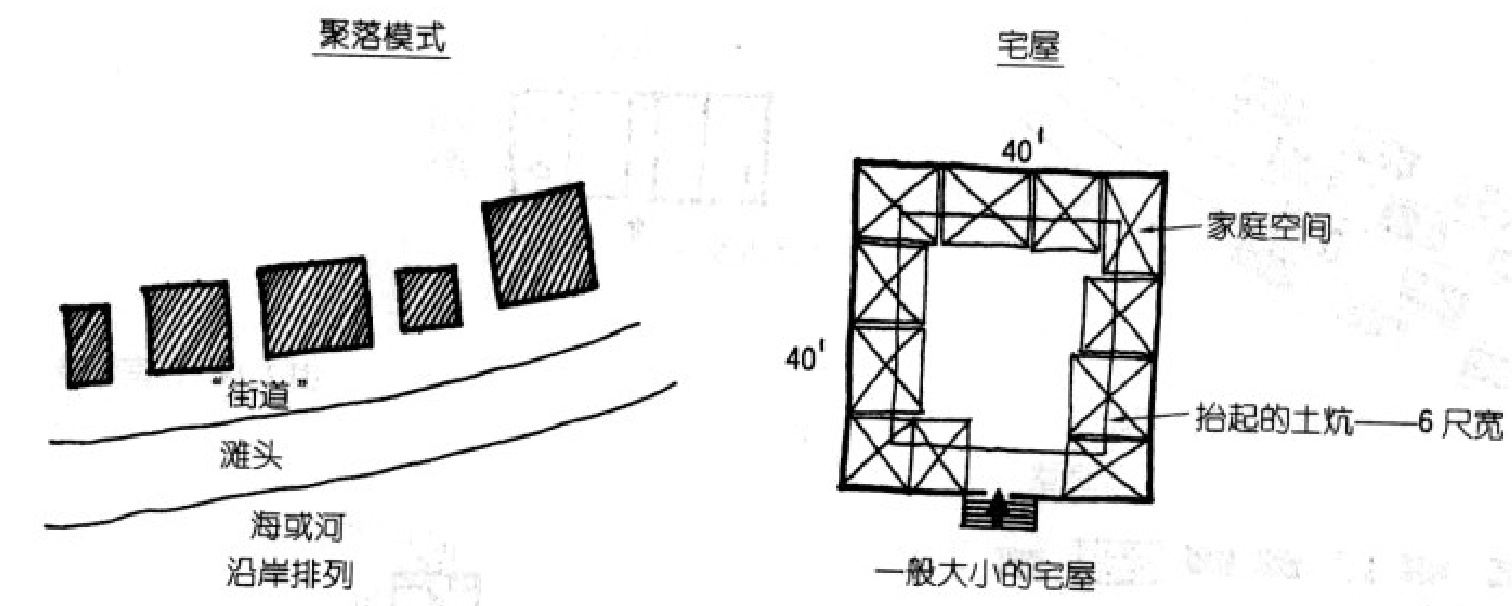 聚落模式
“街道”
滩头
海或河
沿岸排列
宅屋
40'
40'
家庭空间
抬起的土炕——6尺宽
一般大小的宅屋